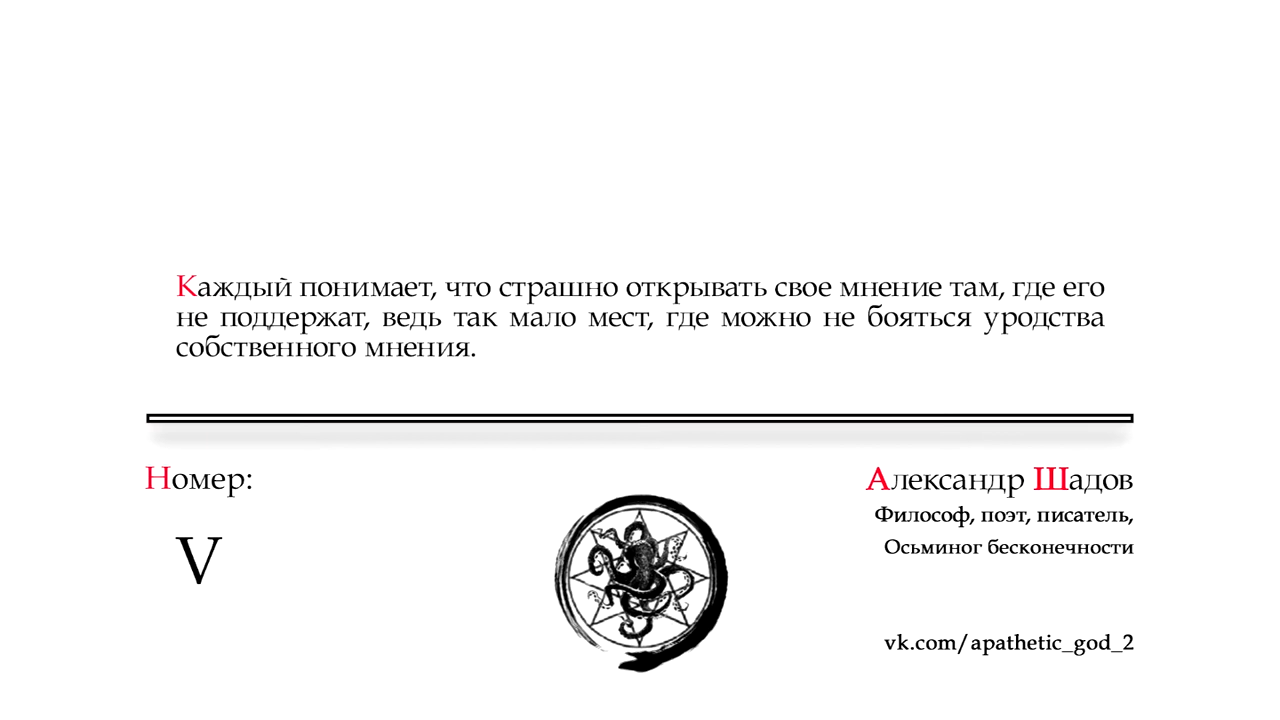 Каждый понимает, что страшно открывать свое мнение там, где его
не поддержат, ведь так мало мест, где можно не бояться уродства
собственного мнения.
Номер:
V
Александр Шадов
Философ, поэт, писатель,
Осьминог бесконечности
vk.com/apathetic_god_2